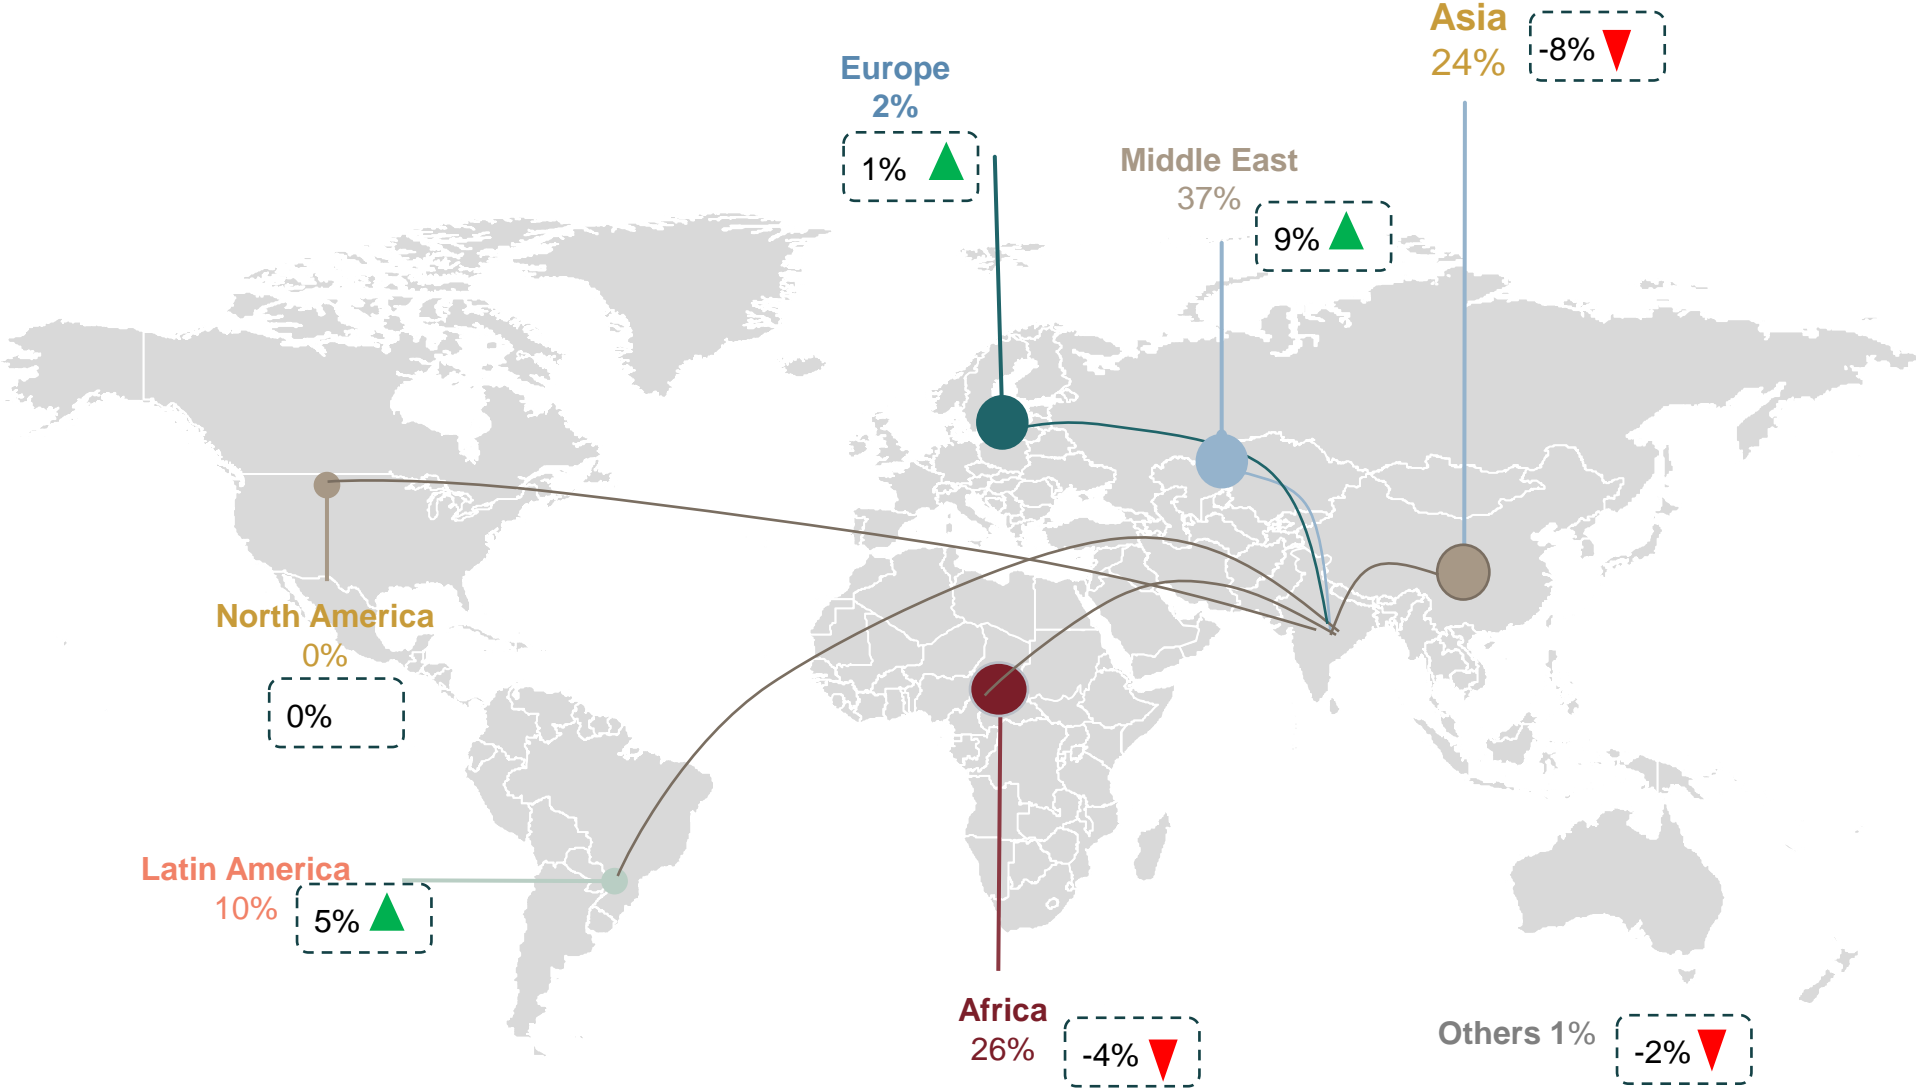 Asia
24%
-8%
Europe
2%
1%
Middle East
37%
9%
North America
0%
0%
Latin America
10%
5%
Africa
26%
-4%
Others 1%
-2%